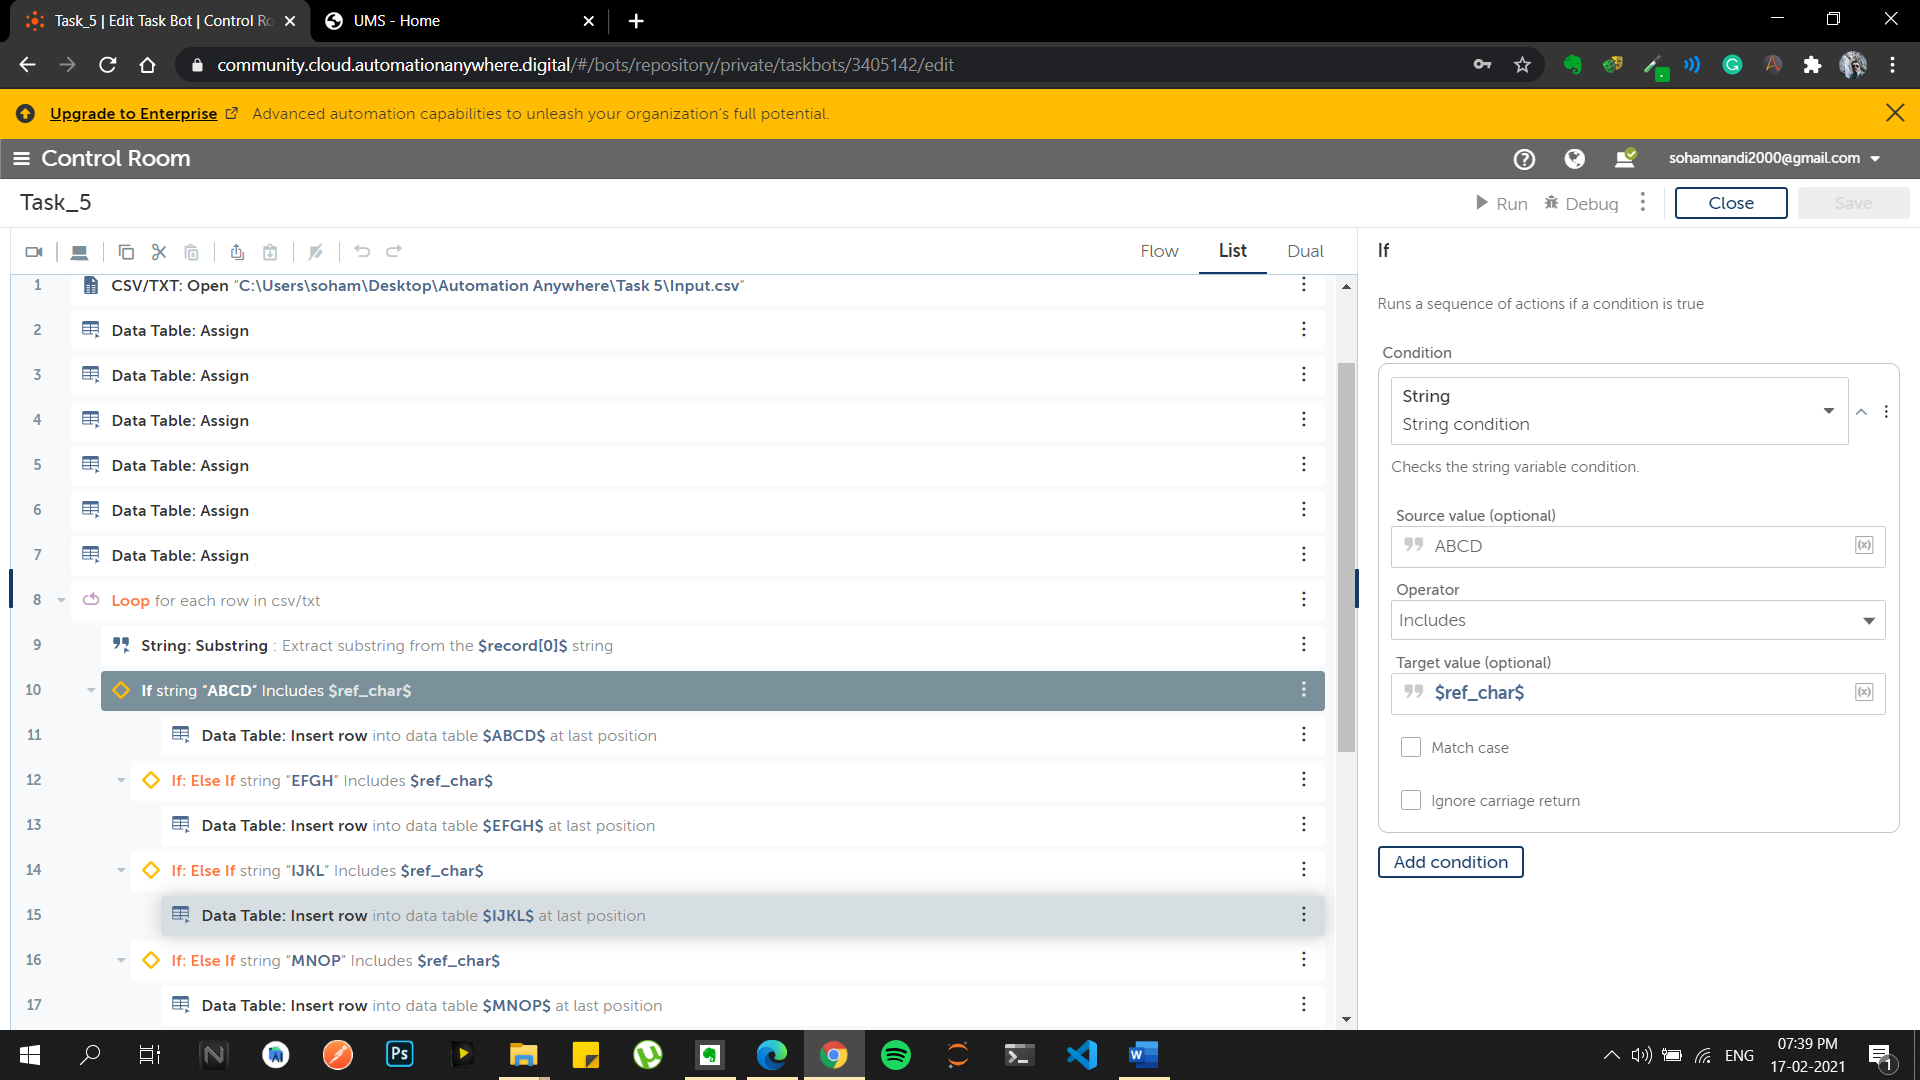 Task_5 | Edit Task Bot | Control Ro
UMS - Home
community.cloud.automationanywhere.digital/#/bots/repository/private/taskbots/3405142/edit
Upgrade to Enterprise Advanced automation capabilities to unleash your organization's full potential.
Control Room
sohamnandi2000@gmail.com
Task_5
Run
Debug
Close
Save
Flow
List
Dual
If
1 CSV/TXT: Open “C:\Users\soham\Desktop\Automation Anywhere\Task 5\Input.csv”
2 Data Table: Assign
3 Data Table: Assign
4 Data Table: Assign
5 Data Table: Assign
6 Data Table: Assign
7 Data Table: Assign
8 Loop for each row in csv/txt
9 String: Substring : Extract substring from the $record[0]$ string
10 If string “ABCD” Includes $ref_char$
11 Data Table: Insert row into data table $ABCD$ at last position
12 If: Else If string “EFGH” Includes $ref_char$
13 Data Table: Insert row into data table $EFGH$ at last position
14 If: Else If string “IJKL” Includes $ref_char$
15 Data Table: Insert row into data table $IJKL$ at last position
16 If: Else If string “MNOP” Includes $ref_char$
17 Data Table: Insert row into data table $MNOP$ at last position
Runs a sequence of actions if a condition is true
Condition
String
String condition
Checks the string variable condition.
Source value (optional)
ABCD
(x)
Operator
Includes
Target value (optional)
$ref_char$
(x)
Match case
Ignore carriage return
Add condition
Ps
ENG
07:39 PM
17-02-2021
1